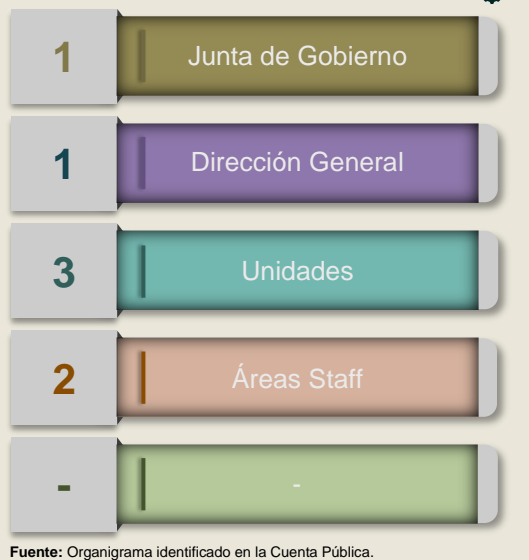 1 Junta de Gobierno
1 Dirección General
3 Unidades
2 Áreas Staff
- -
Fuente: Organigrama identificado en la Cuenta Pública.